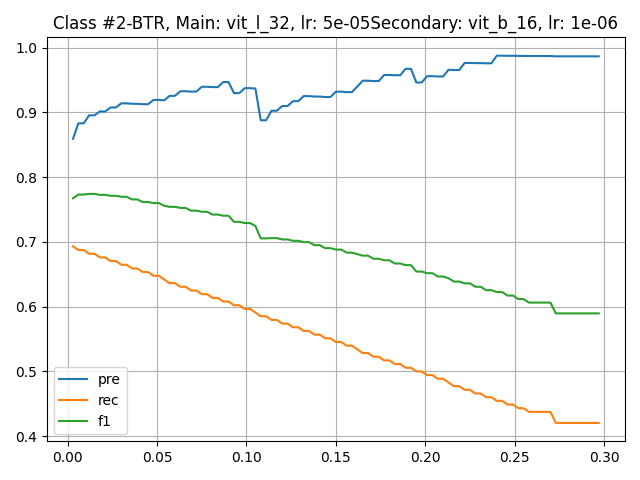 Class #2-BTR, Main: vit_l_32, lr: 5e-05Secondary: vit_b_16, lr: 1e-06
1.0
0.9
0.8
0.7
0.6
0.5
0.4
pre
rec
f1
0.00 0.05 0.10 0.15 0.20 0.25 0.30